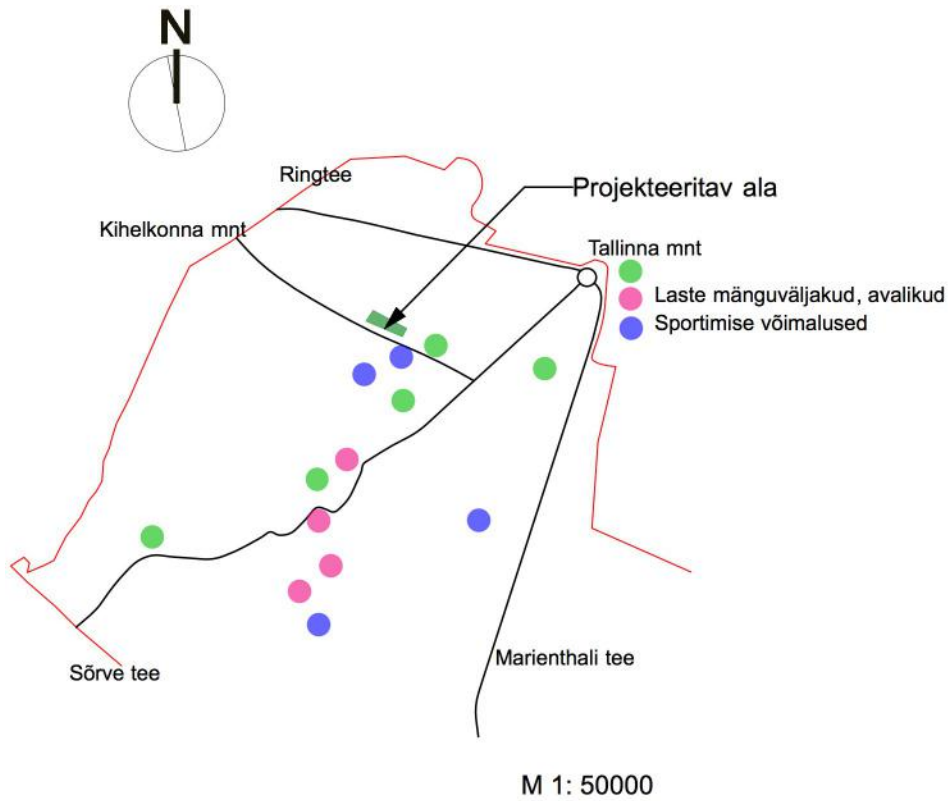 N
Ringtee
Projekteeritav ala
Kihelkonna mnt
Tallinna mnt
Laste mänguväljakud, avalikud
Sportimise võimalused
Marienthali tee
Sõrve tee
M 1: 50000